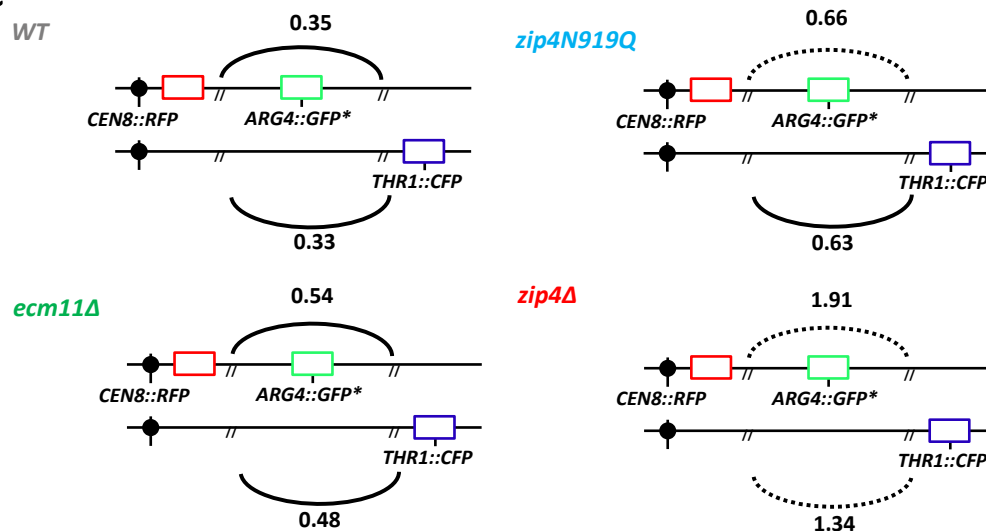 WT
0.35
CEN8::RFP
ARG4::GFP*
THR1::CFP
0.33
zip4N919Q
0.66
CEN8::RFP
ARG4::GFP*
THR1::CFP
0.63
ecm11Δ
0.54
CEN8::RFP
ARG4::GFP*
THR1::CFP
0.48
zip4Δ
1.91
CEN8::RFP
ARG4::GFP*
THR1::CFP
1.34